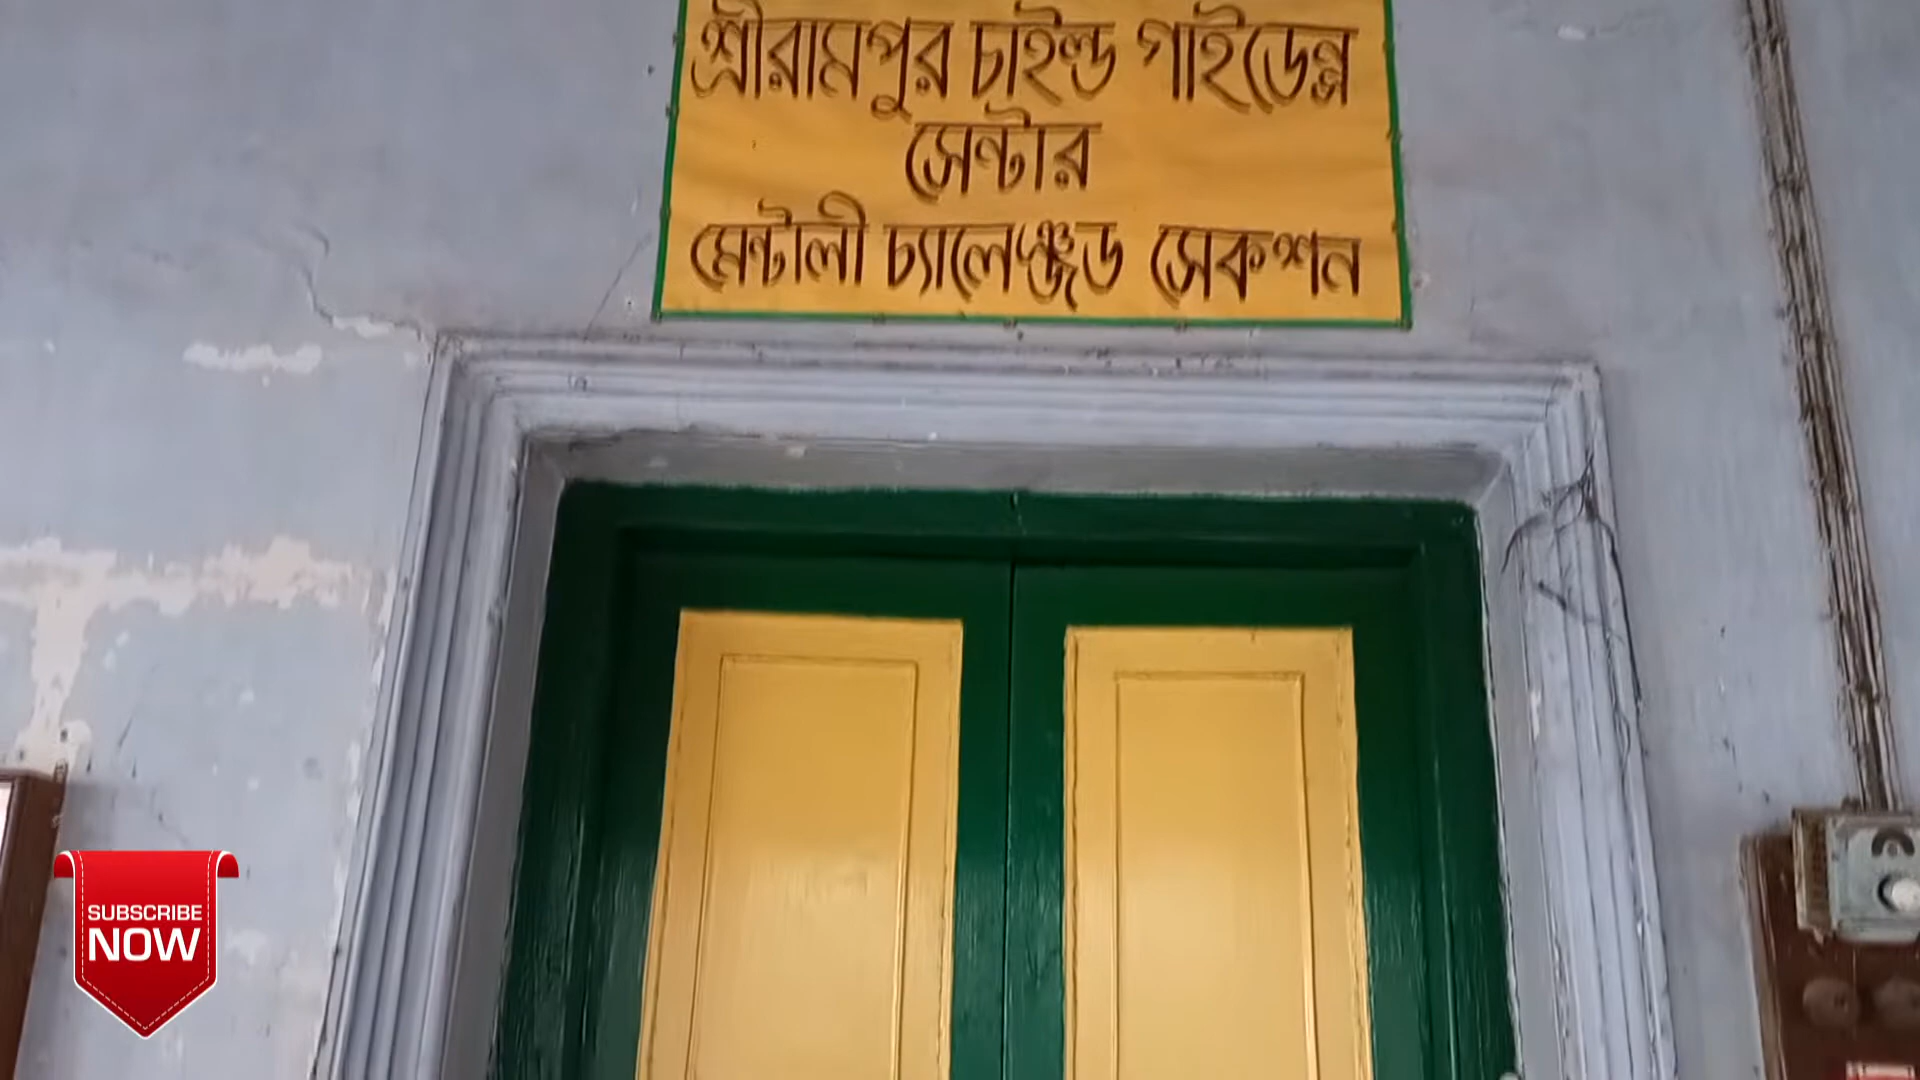 শ্রীরামপুর চাইল্ড গাইডেন্স
সেন্টার
মেন্টালী চ্যালেঞ্জড সেকশন
SUBSCRIBE
NOW